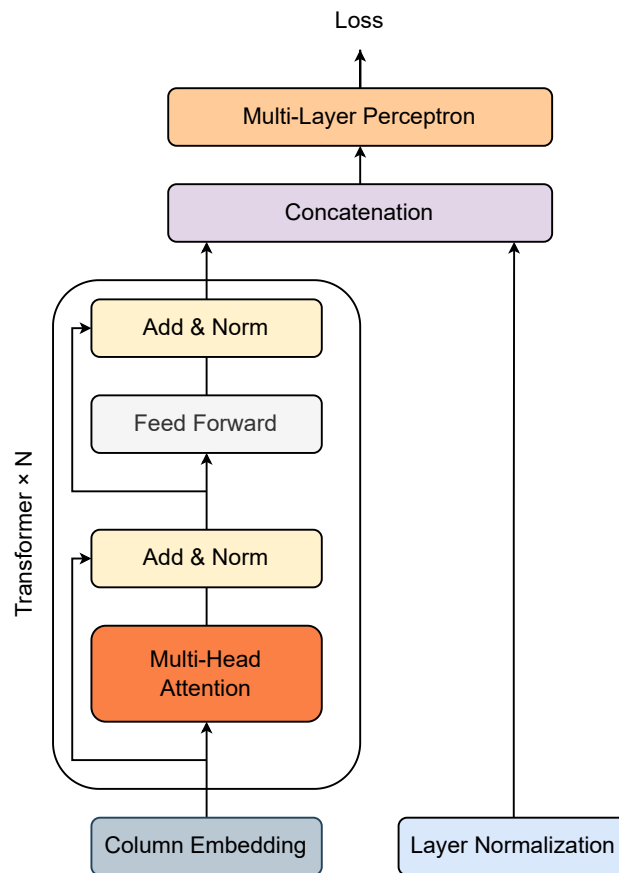 Loss
Multi-Layer Perceptron
Concatenation
Add & Norm
Feed Forward
Transformer × N
Add & Norm
Multi-Head
Attention
Column Embedding
Layer Normalization